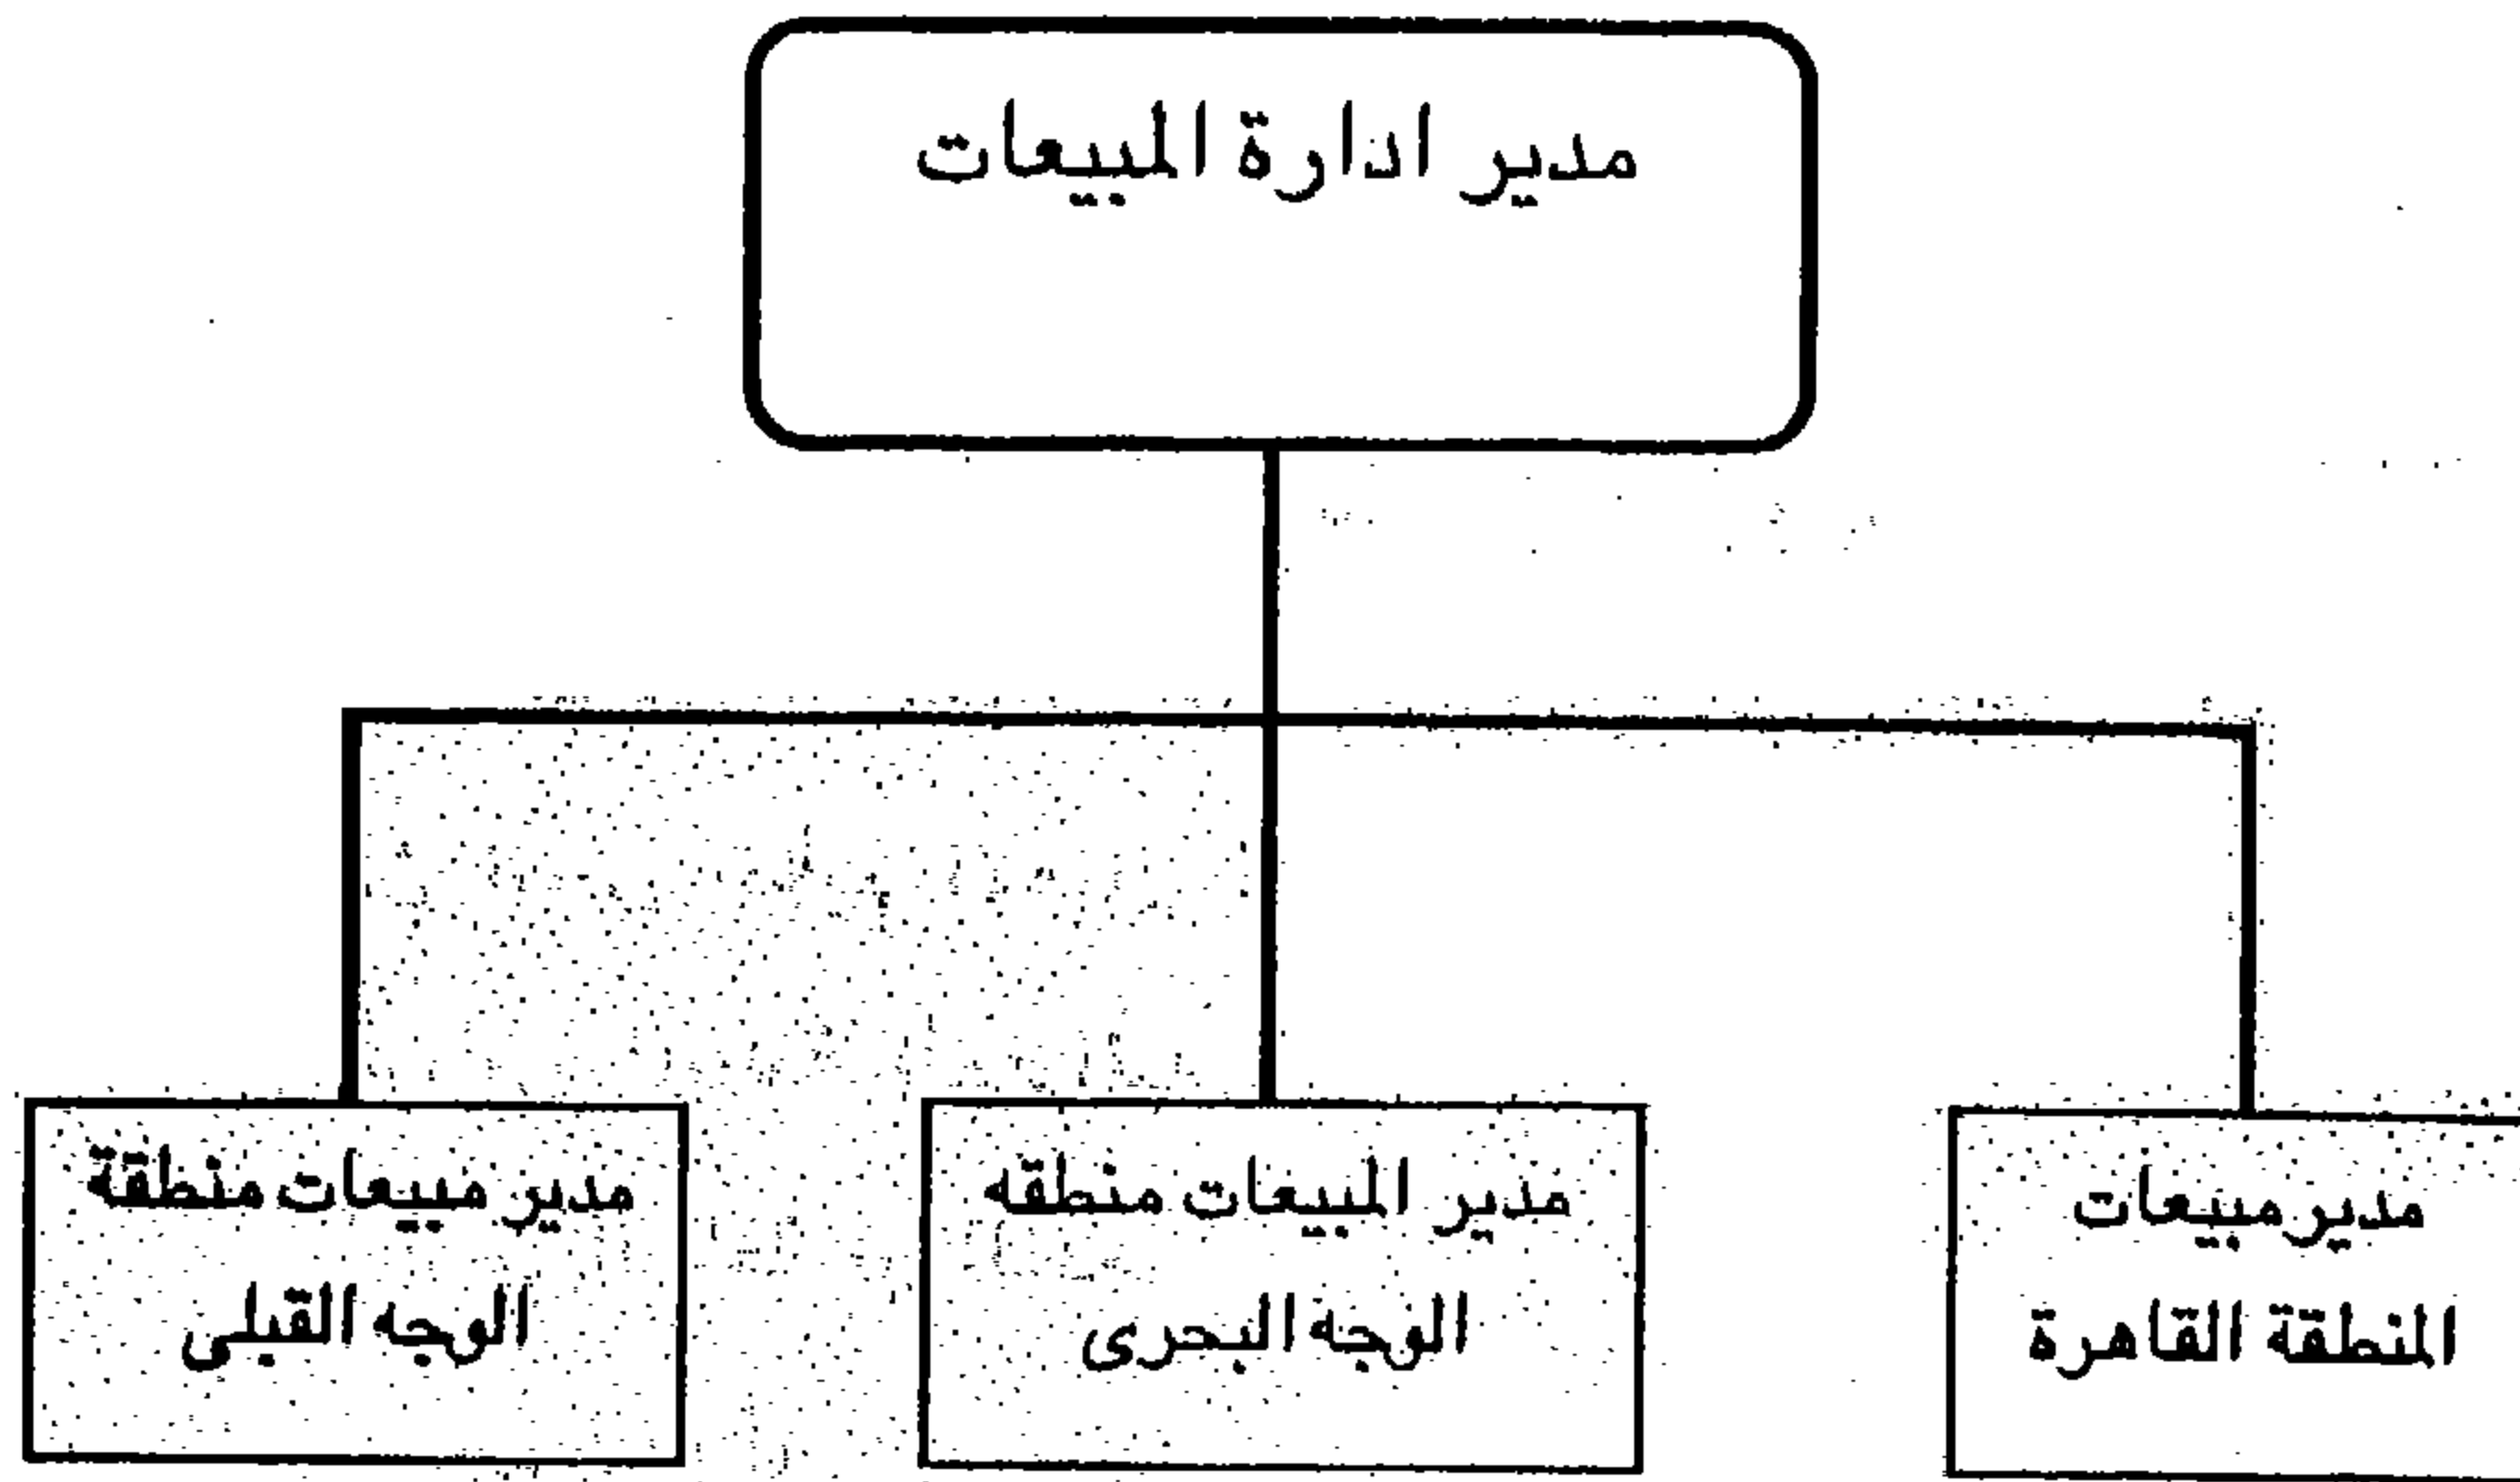 مدير ادارة المبيعات
مدير مبيعات
المنطقة القاهرة
مدير المبيعات منطقه
الوجه البحرى
مدير مبيعات منطقة
الوجه القبلى